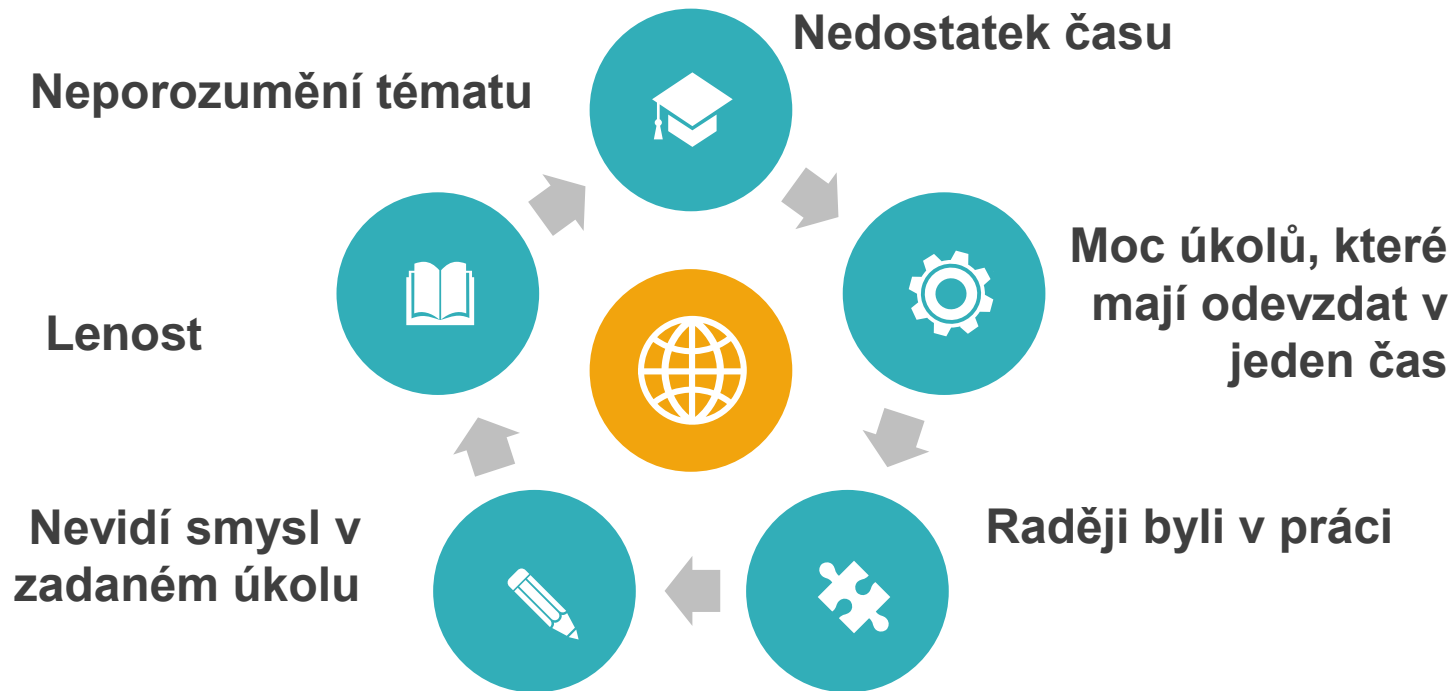 Nedostatek času
Neporozumění tématu
Moc úkolů, které
mají odevzdat v
jeden čas
Lenost
Raději byli v práci
Nevidí smysl v
zadaném úkolu